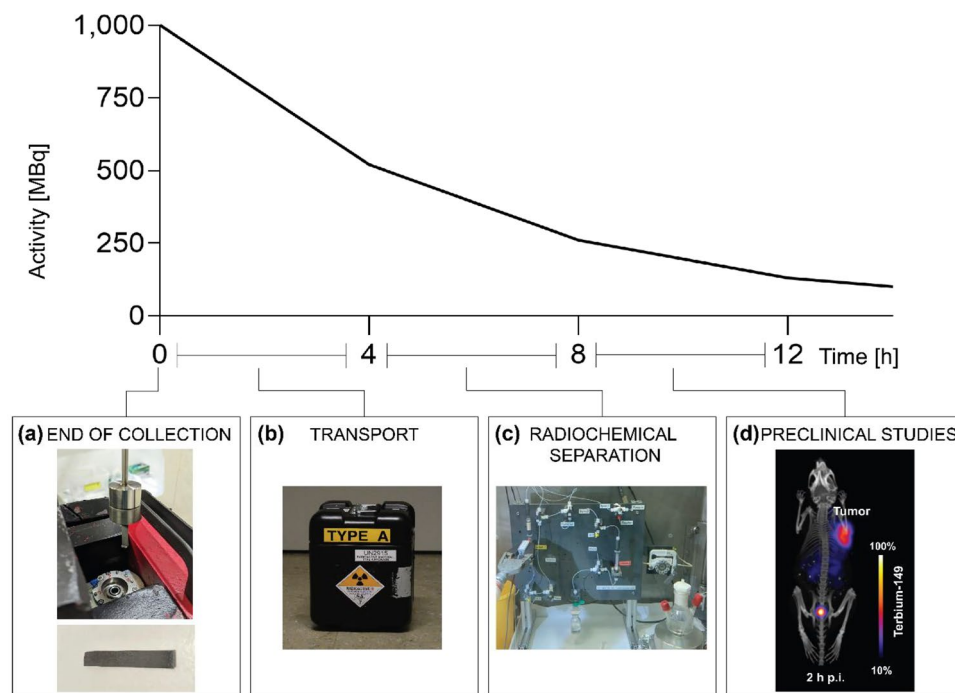 1,000
750
500
250
0
Activity [MBq]
0 4 8 12 Time [h]
(a) END OF COLLECTION
(b) TRANSPORT
(c) RADIOCHEMICAL
SEPARATION
(d) PRECLINICAL STUDIES
TYPE A
UN2915
RADIOACTIVE
Tumor
100%
Terbium-149
10%
2 h p.i.